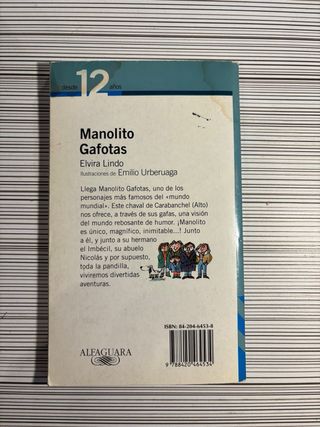 desde 12 años
Manolito
Gafotas
Elvira Lindo
Ilustraciones de Emilio Urberuaga
Llega Manolito Gafotas, uno de los
personajes más famosos del «mundo
mundial». Este chaval de Carabanchel (Alto)
nos ofrece, a través de sus gafas, una visión
del mundo rebosante de humor. ¡Manolito
es único, magnífico, inimitable...! Junto
a él, y junto a su hermano
el Imbécil, su abuelo
Nicolás y por supuesto,
toda la pandilla,
viviremos divertidas
aventuras.
ISBN: 84-204-6453-8
ALFAGUARA
9 788420 464534